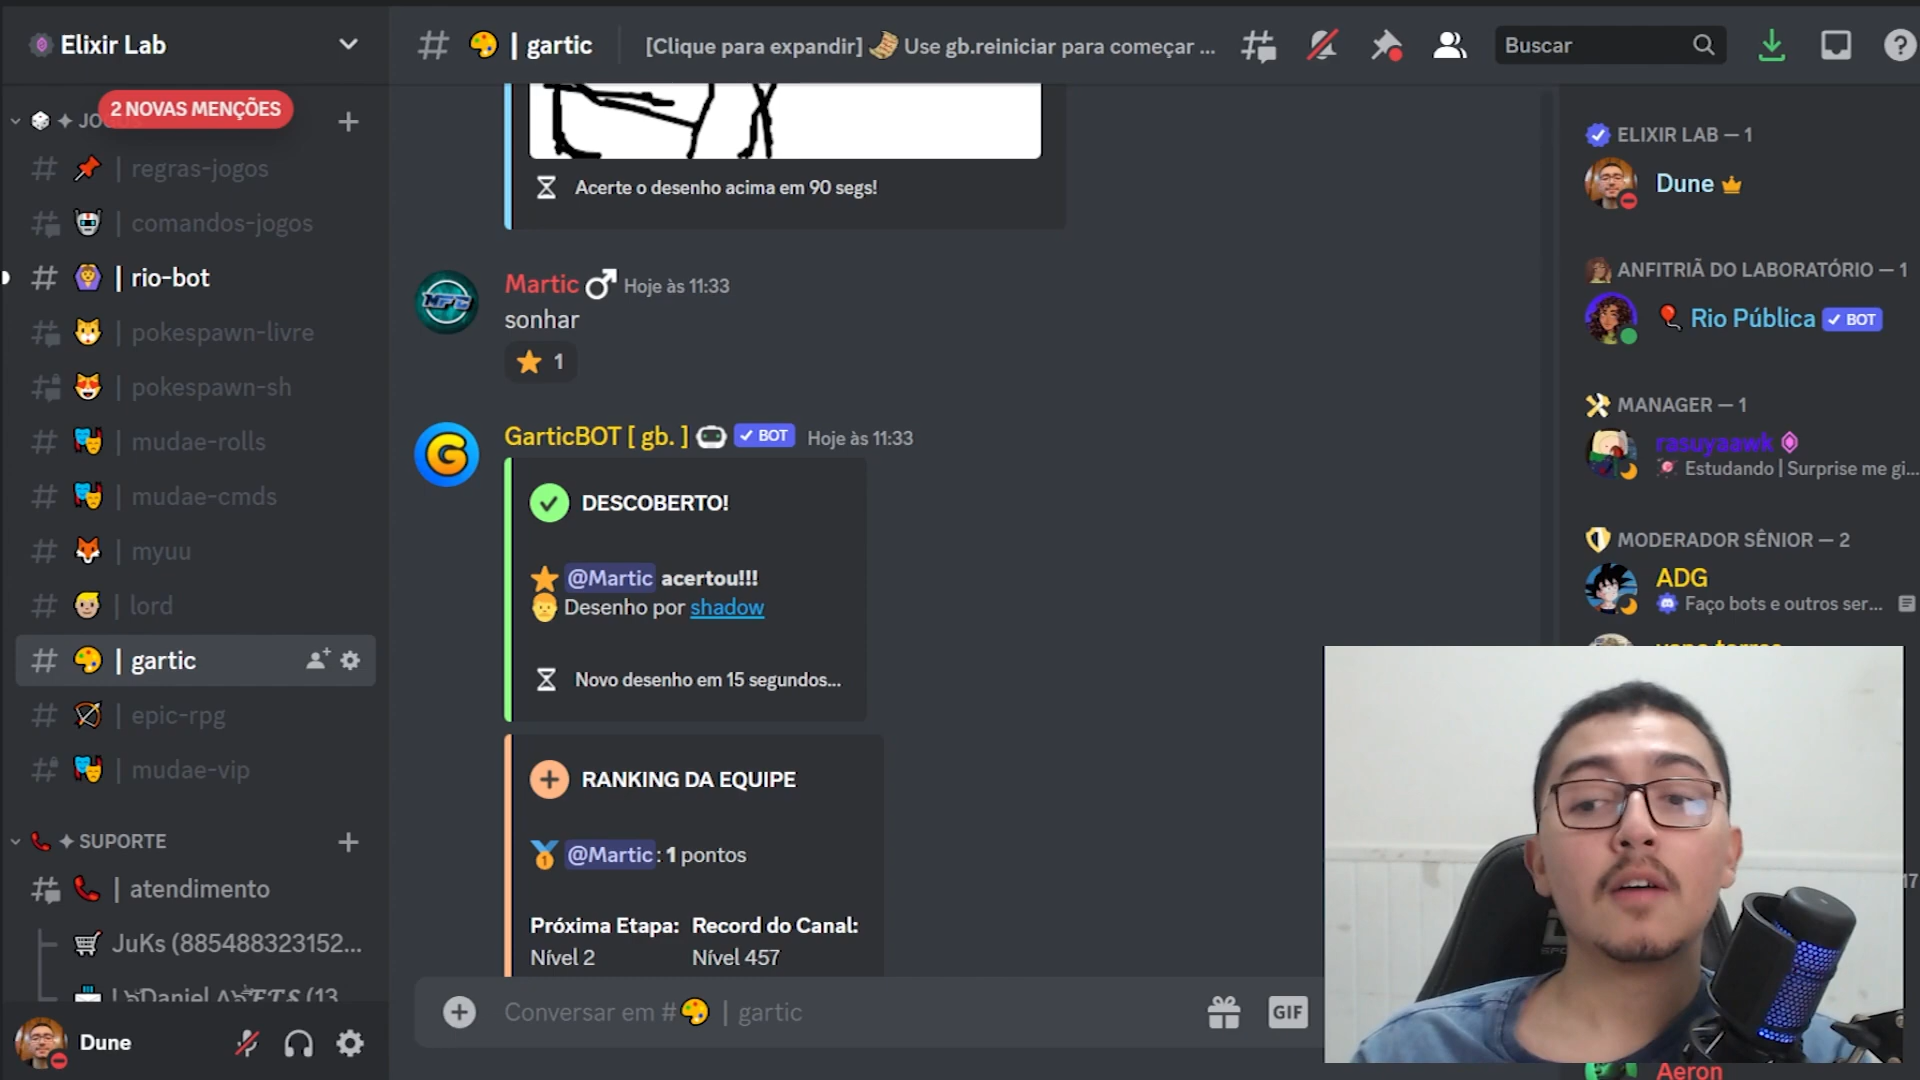 Elixir Lab
2 NOVAS MENÇÕES
| regras-jogos
| comandos-jogos
| rio-bot
| pokespawn-livre
| pokespawn-sh
| mudae-rolls
| mudae-cmds
| myuu
| lord
| gartic
| epic-rpg
| mudae-vip
SUPORTE
| atendimento
JuKs (885488323152...
Dune
| gartic
[Clique para expandir] Use gb.reiniciar para começar ...
Buscar
Acerte o desenho acima em 90 segs!
Martic Hoje às 11:33
sonhar
1
GarticBOT [ gb. ] BOT Hoje às 11:33
DESCOBERTO!
@Martic acertou!!!
Desenho por shadow
Novo desenho em 15 segundos...
RANKING DA EQUIPE
@Martic: 1 pontos
Próxima Etapa: Record do Canal:
Nível 2 Nível 457
Conversar em # | gartic
GIF
ELIXIR LAB — 1
Dune
ANFITRIÃ DO LABORATÓRIO — 1
Rio Pública BOT
MANAGER — 1
rasuyaawk
Estudando | Surprise me gi...
MODERADOR SÊNIOR — 2
ADG
Faço bots e outros ser...
17
Aeron